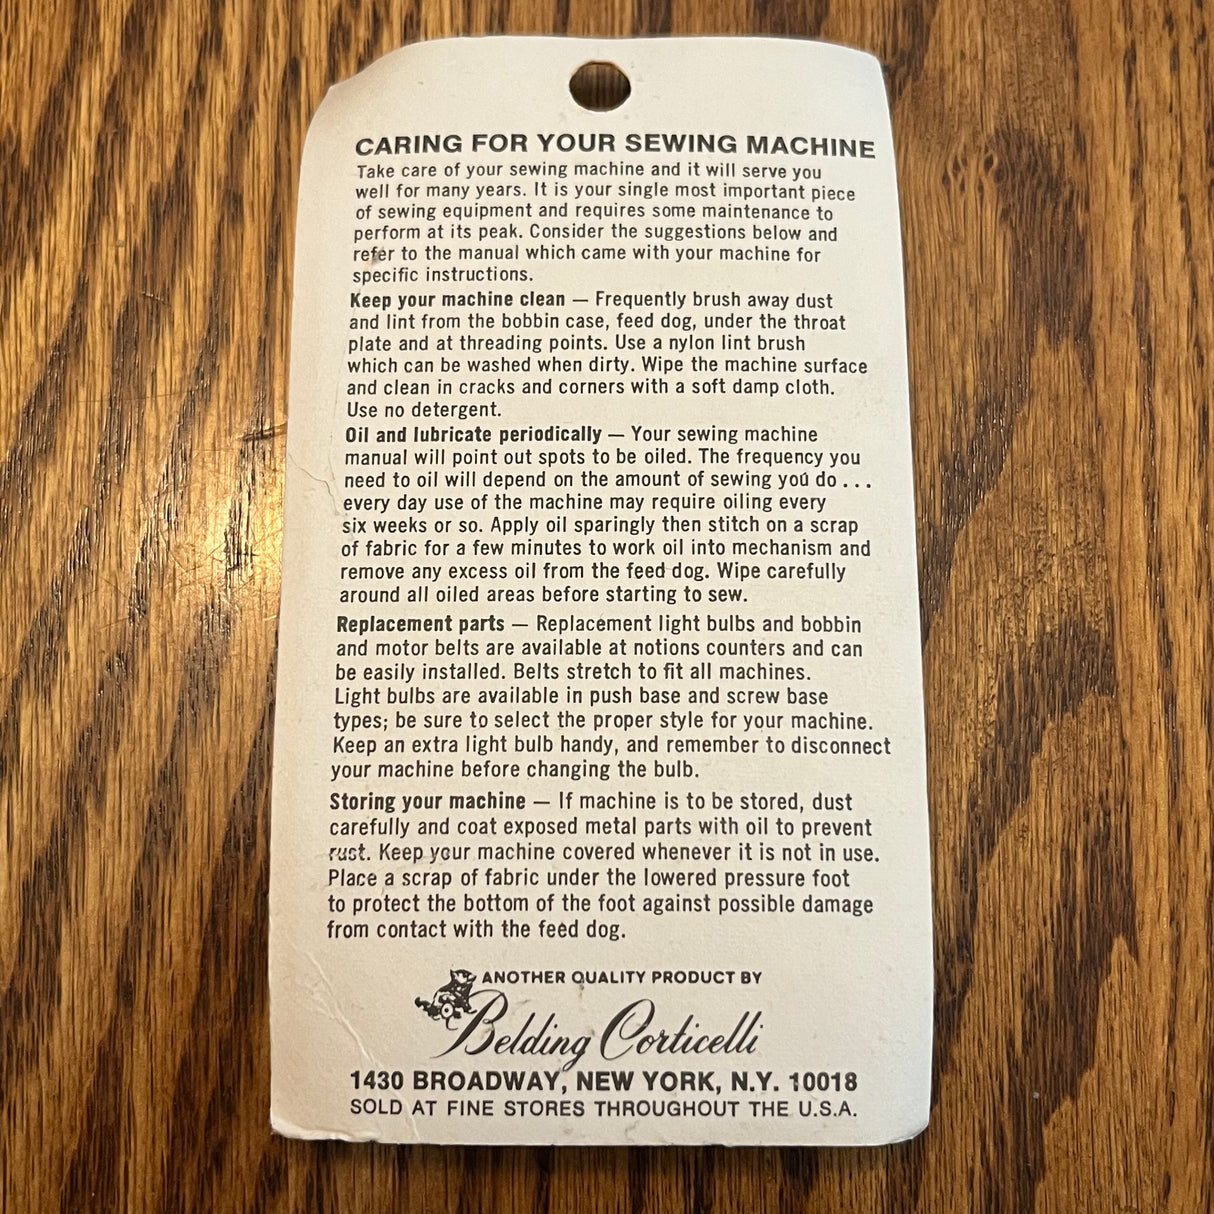 CARING FOR YOUR SEWING MACHINE
Take care of your sewing machine and it will serve you
well for many years. It is your single most important piece
of sewing equipment and requires some maintenance to
perform at its peak. Consider the suggestions below and
refer to the manual which came with your machine for
specific instructions.
Keep your machine clean — Frequently brush away dust
and lint from the bobbin case, feed dog, under the throat
plate and at threading points. Use a nylon lint brush
which can be washed when dirty. Wipe the machine surface
and clean in cracks and corners with a soft damp cloth.
Use no detergent.
Oil and lubricate periodically — Your sewing machine
manual will point out spots to be oiled. The frequency you
need to oil will depend on the amount of sewing you do . . .
every day use of the machine may require oiling every
six weeks or so. Apply oil sparingly then stitch on a scrap
of fabric for a few minutes to work oil into mechanism and
remove any excess oil from the feed dog. Wipe carefully
around all oiled areas before starting to sew.
Replacement parts — Replacement light bulbs and bobbin
and motor belts are available at notions counters and can
be easily installed. Belts stretch to fit all machines.
Light bulbs are available in push base and screw base
types; be sure to select the proper style for your machine.
Keep an extra light bulb handy, and remember to disconnect
your machine before changing the bulb.
Storing your machine — If machine is to be stored, dust
carefully and coat exposed metal parts with oil to prevent
rust. Keep your machine covered whenever it is not in use.
Place a scrap of fabric under the lowered pressure foot
to protect the bottom of the foot against possible damage
from contact with the feed dog.
ANOTHER QUALITY PRODUCT BY
Belding Corticelli
1430 BROADWAY, NEW YORK, N.Y. 10018
SOLD AT FINE STORES THROUGHOUT THE U.S.A.